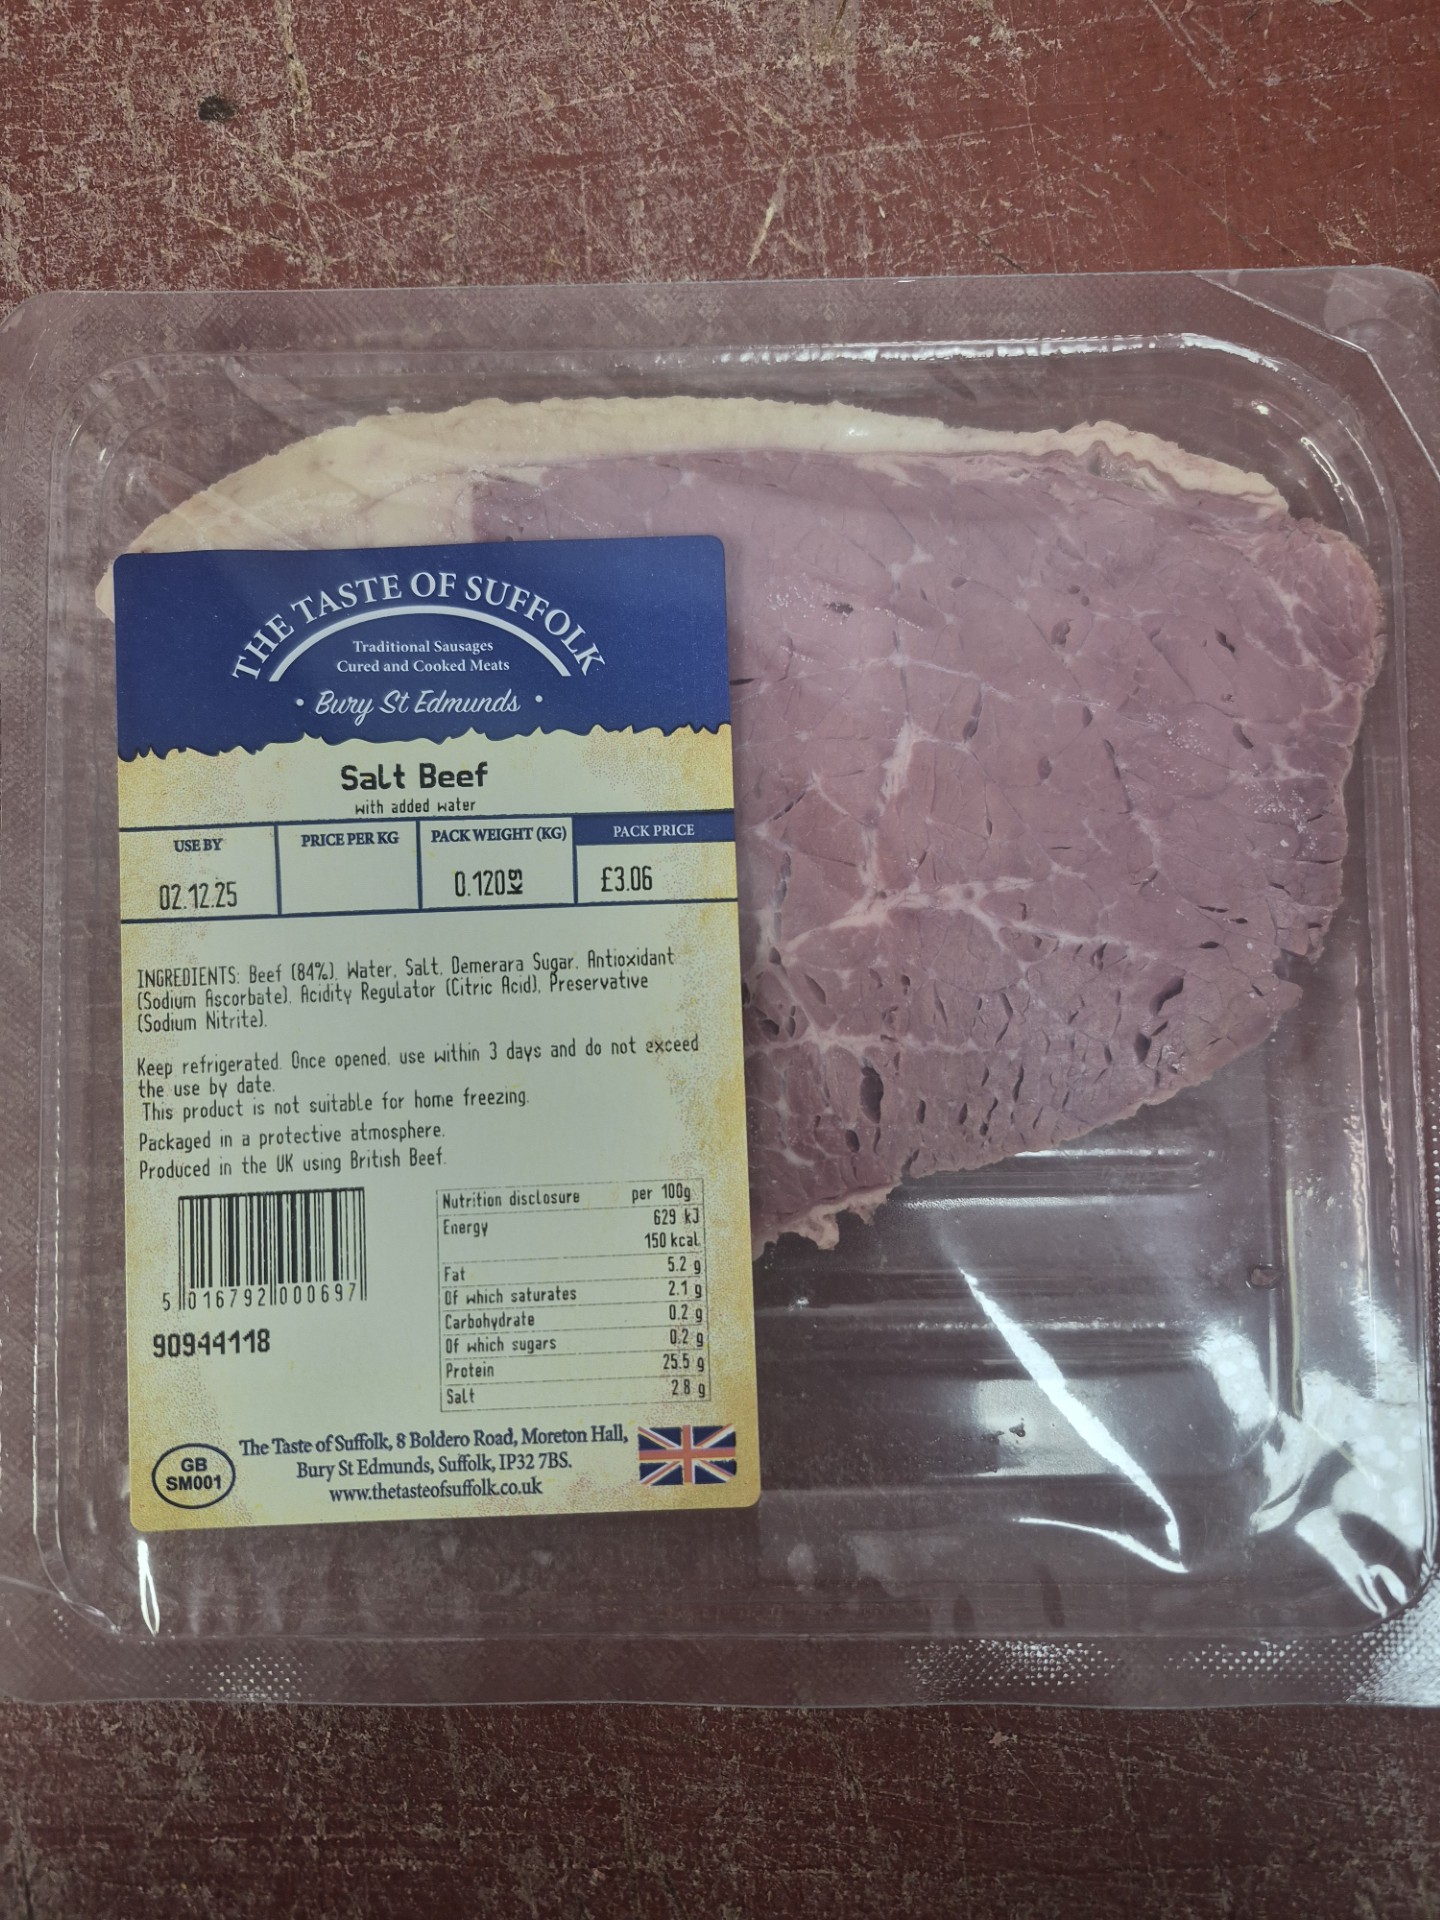 THE TASTE OF SUFFOLK
Traditional Sausages
Cured and Cooked Meats
• Bury St Edmunds •
Salt Beef
with added water
USE BY
02.12.25
PRICE PER KG
PACK WEIGHT (KG)
0.120kg
PACK PRICE
£3.06
INGREDIENTS: Beef (84%), Water, Salt, Demerara Sugar, Antioxidant
(Sodium Ascorbate), Acidity Regulator (Citric Acid), Preservative
(Sodium Nitrite).
Keep refrigerated. Once opened, use within 3 days and do not exceed
the use by date.
This product is not suitable for home freezing.
Packaged in a protective atmosphere.
Produced in the UK using British Beef.
5 016792 000697
90944118
Nutrition disclosure per 100g
Energy 629 kJ
150 kcal
Fat 5.2 g
Of which saturates 2.1 g
Carbohydrate 0.2 g
Of which sugars 0.2 g
Protein 25.5 g
Salt 2.8 g
GB
SM001
The Taste of Suffolk, 8 Boldero Road, Moreton Hall,
Bury St Edmunds, Suffolk, IP32 7BS.
www.thetasteofsuffolk.co.uk